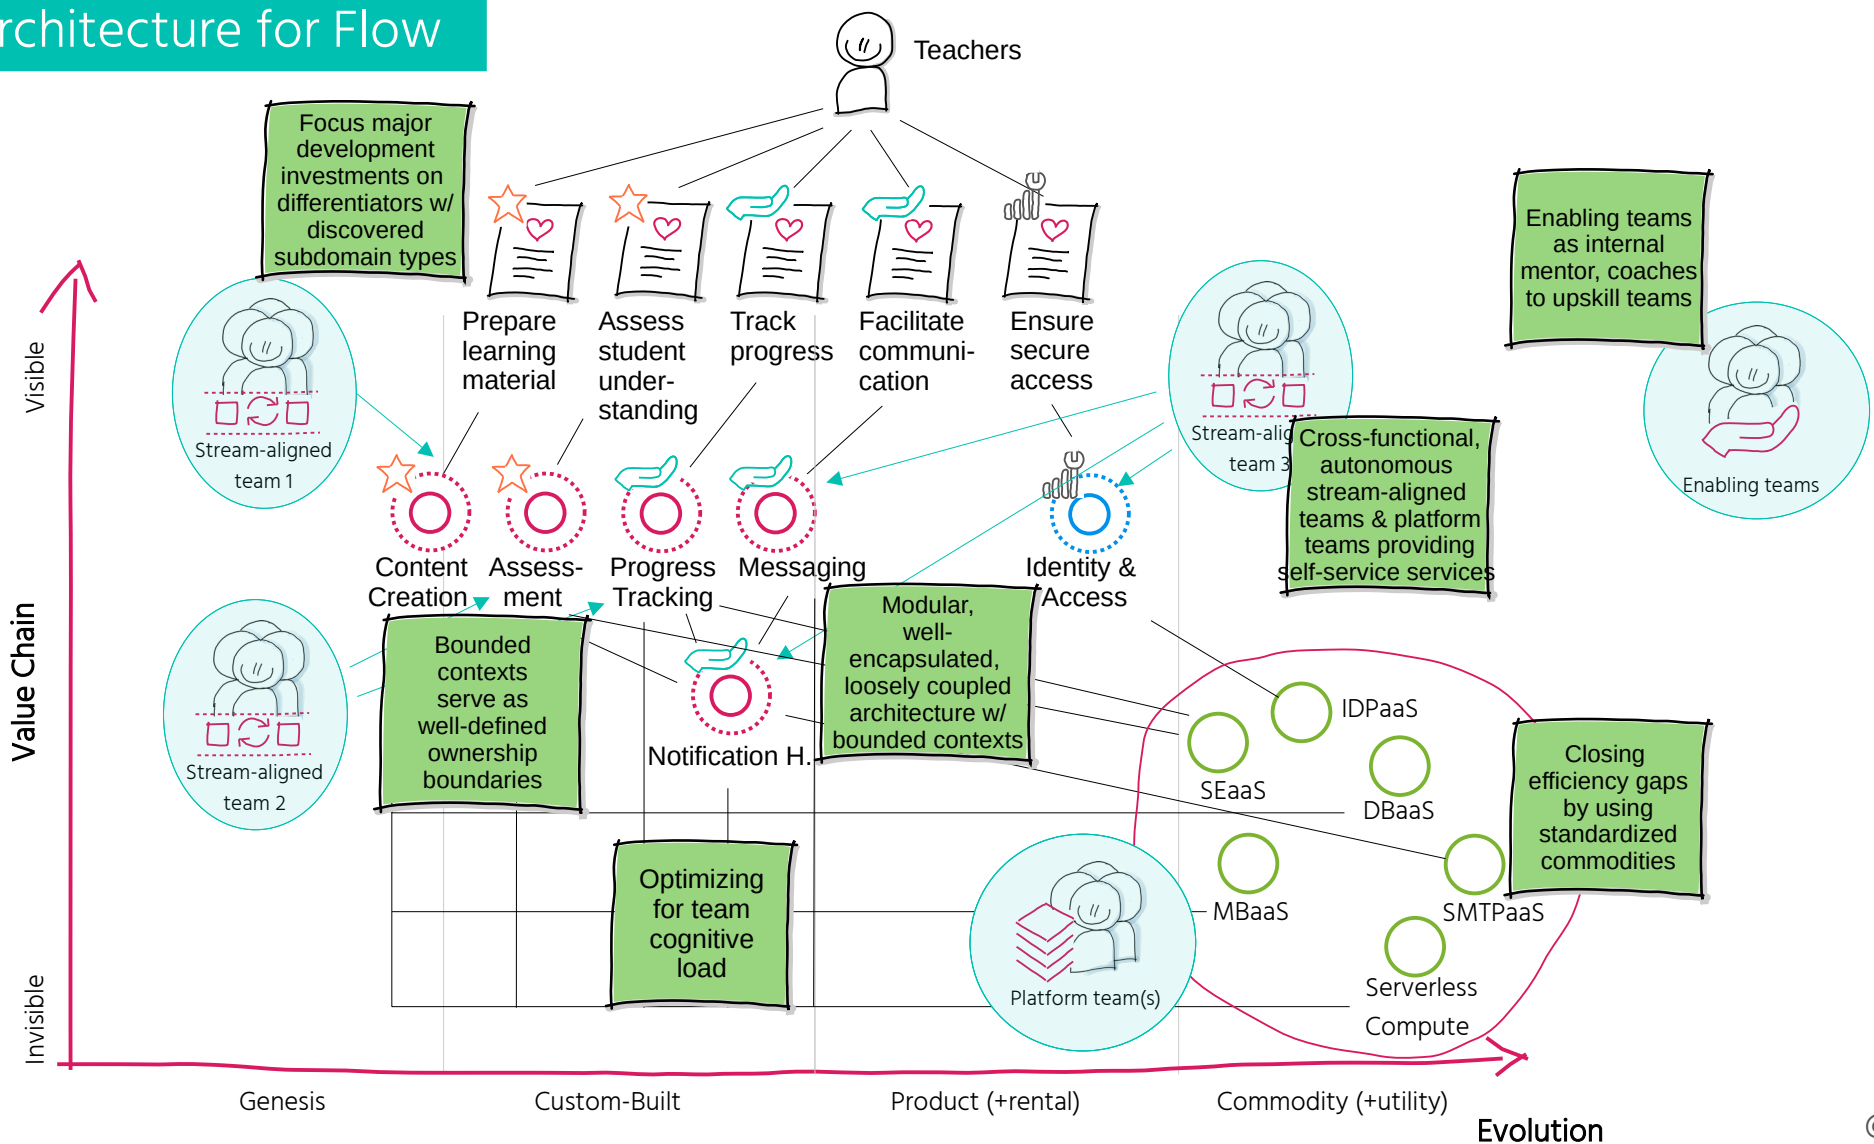 rchitecture for Flow
Teachers
Focus major
development
investments on
differentiators w/
discovered
subdomain types
Enabling teams
as internal
mentor, coaches
to upskill teams
Prepare
learning
material
Assess
student
under-
standing
Track
progress
Facilitate
communi-
cation
Ensure
secure
access
Visible
Stream-aligned
team 1
Stream-alig
team 3
Cross-functional,
autonomous
stream-aligned
teams & platform
teams providing
self-service services
Enabling teams
Content
Creation
Assess-
ment
Progress
Tracking
Messaging
Identity &
Access
Value Chain
Stream-aligned
team 2
Bounded
contexts
serve as
well-defined
ownership
boundaries
Notification H.
Modular,
well-
encapsulated,
loosely coupled
architecture w/
bounded contexts
IDPaaS
SEaaS
DBaaS
Closing
efficiency gaps
by using
standardized
commodities
Optimizing
for team
cognitive
load
MBaaS
SMTPaaS
Platform team(s)
Serverless
Compute
Invisible
Genesis
Custom-Built
Product (+rental)
Commodity (+utility)
Evolution